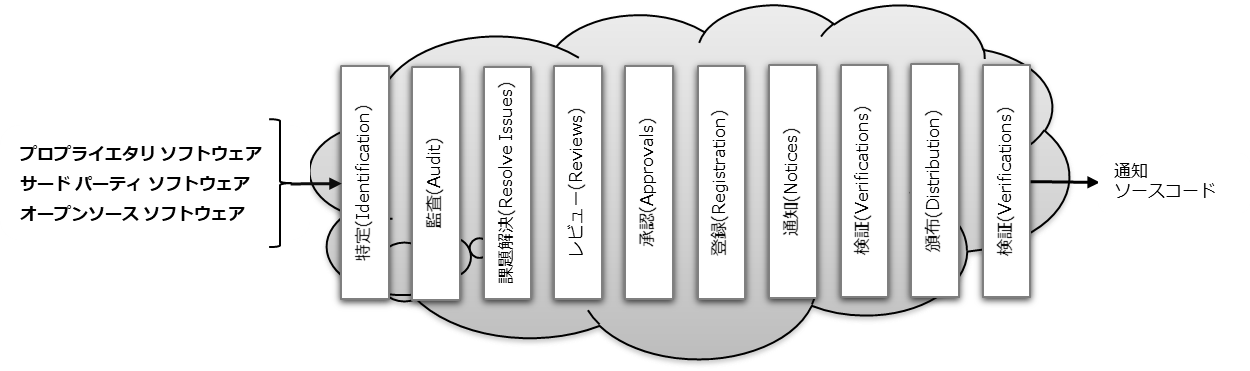 プロプライエタリ ソフトウェア
サード パーティ ソフトウェア
オープンソース ソフトウェア
特定(Identification)
監査(Audit)
課題解決(Resolve Issues)
レビュー(Reviews)
承認(Approvals)
登録(Registration)
通知(Notices)
検証(Verifications)
頒布(Distribution)
検証(Verifications)
通知
ソースコード